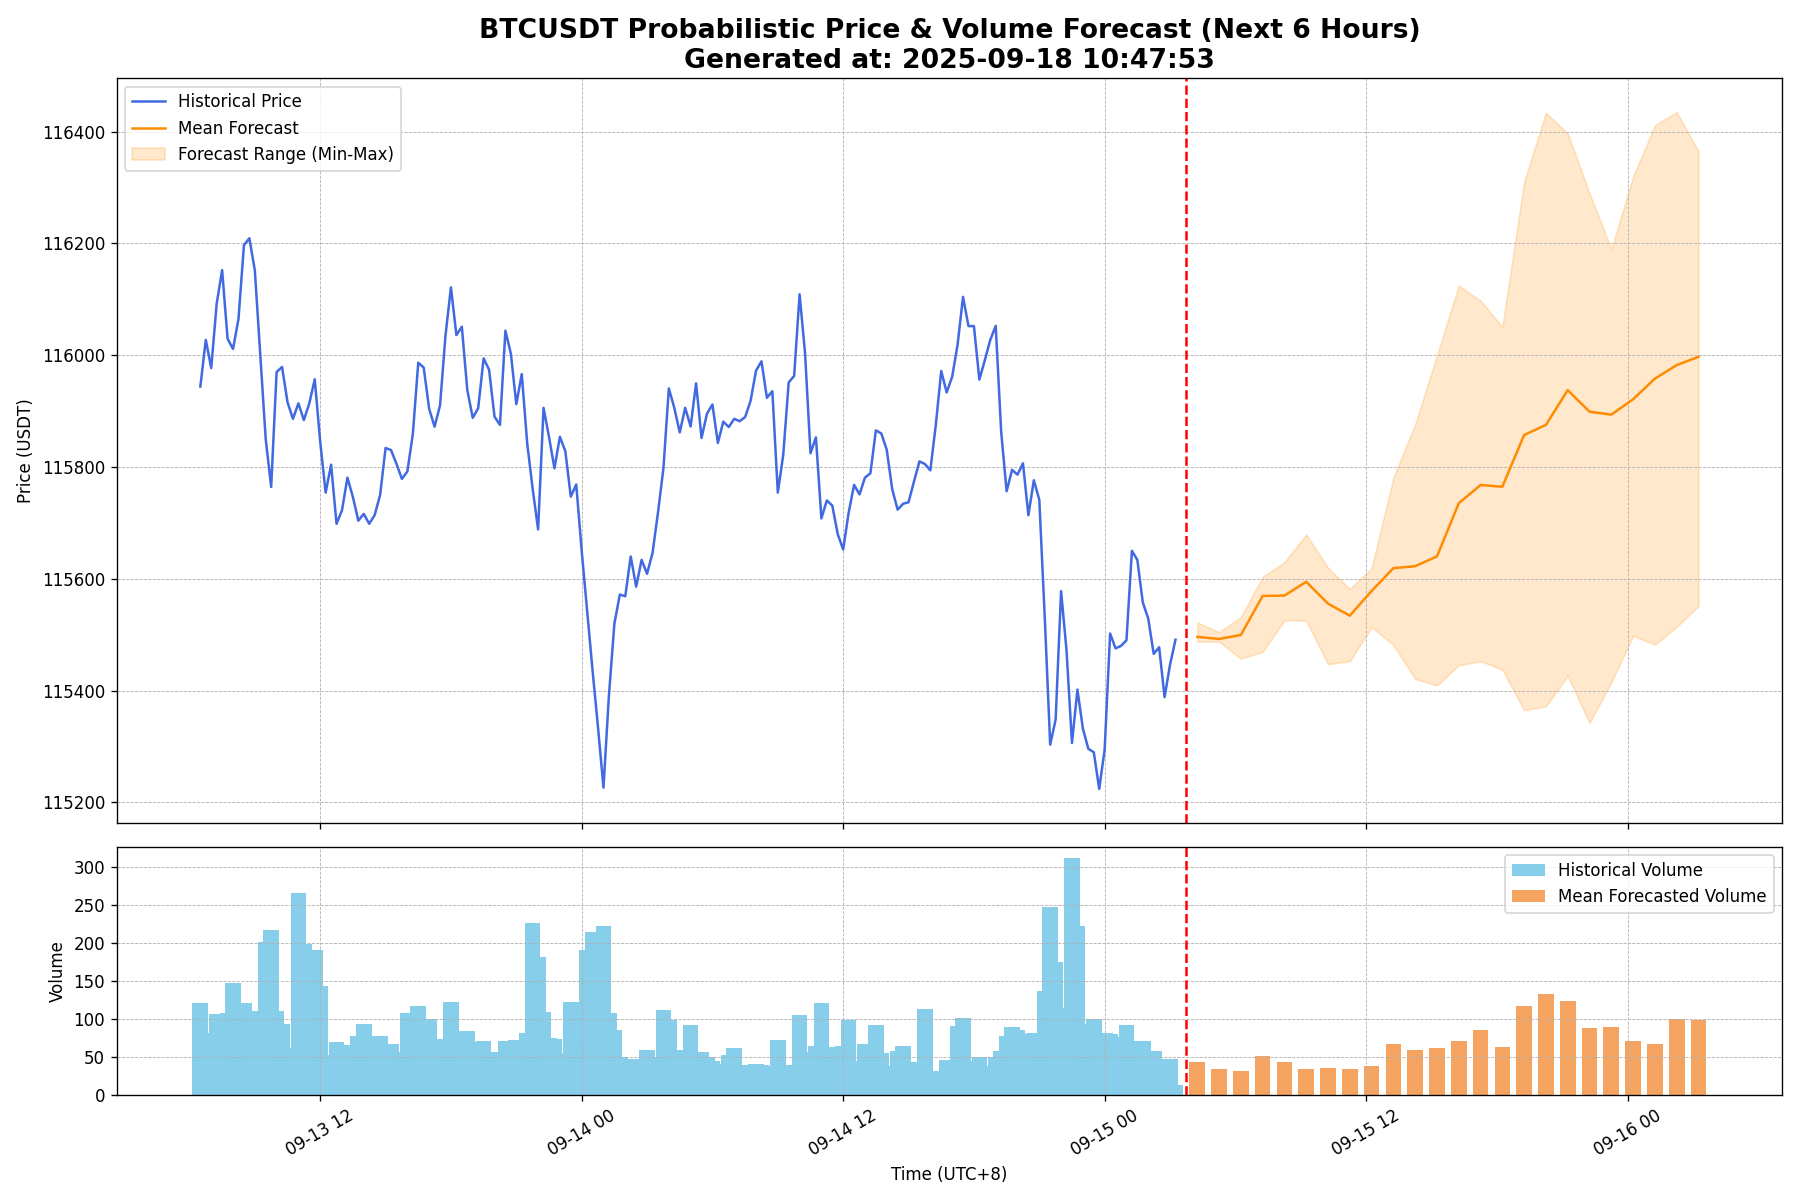 BTCUSDT Probabilistic Price & Volume Forecast (Next 6 Hours)
Generated at: 2025-09-18 10:47:53
Historical Price
Mean Forecast
Forecast Range (Min-Max)
Price (USDT)
116400
116200
116000
115800
115600
115400
115200
Historical Volume
Mean Forecasted Volume
Volume
300
250
200
150
100
50
0
09-13 12
09-14 00
09-14 12
09-15 00
09-15 12
09-16 00
Time (UTC+8)